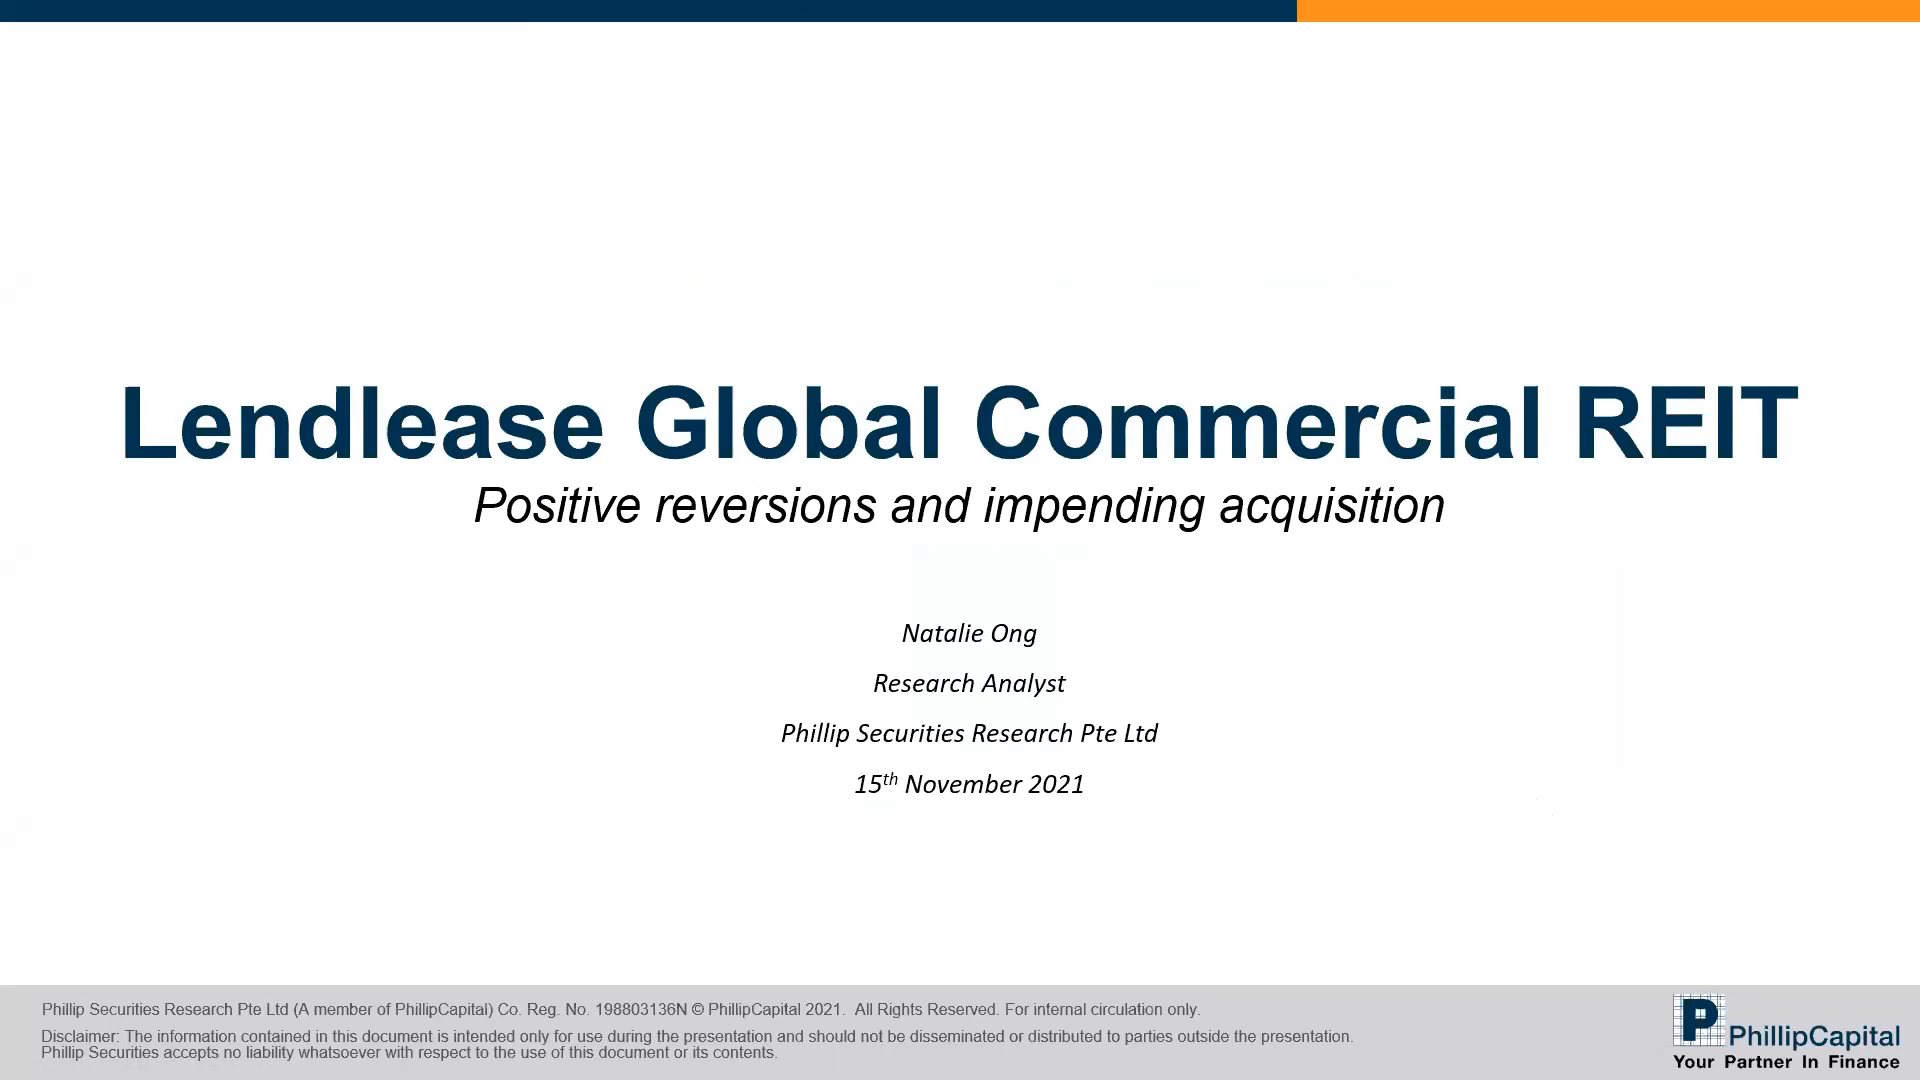 Lendlease Global Commercial REIT
Positive reversions and impending acquisition
Natalie Ong
Research Analyst
Phillip Securities Research Pte Ltd
15th November 2021
Phillip Securities Research Pte Ltd (A member of PhillipCapital) Co. Reg. No. 198803136N © PhillipCapital 2021.  All Rights Reserved. For internal circulation only.
Disclaimer: The information contained in this document is intended only for use during the presentation and should not be disseminated or distributed to parties outside the presentation.
Phillip Securities accepts no liability whatsoever with respect to the use of this document or its contents.
P PhillipCapital
Your Partner In Finance